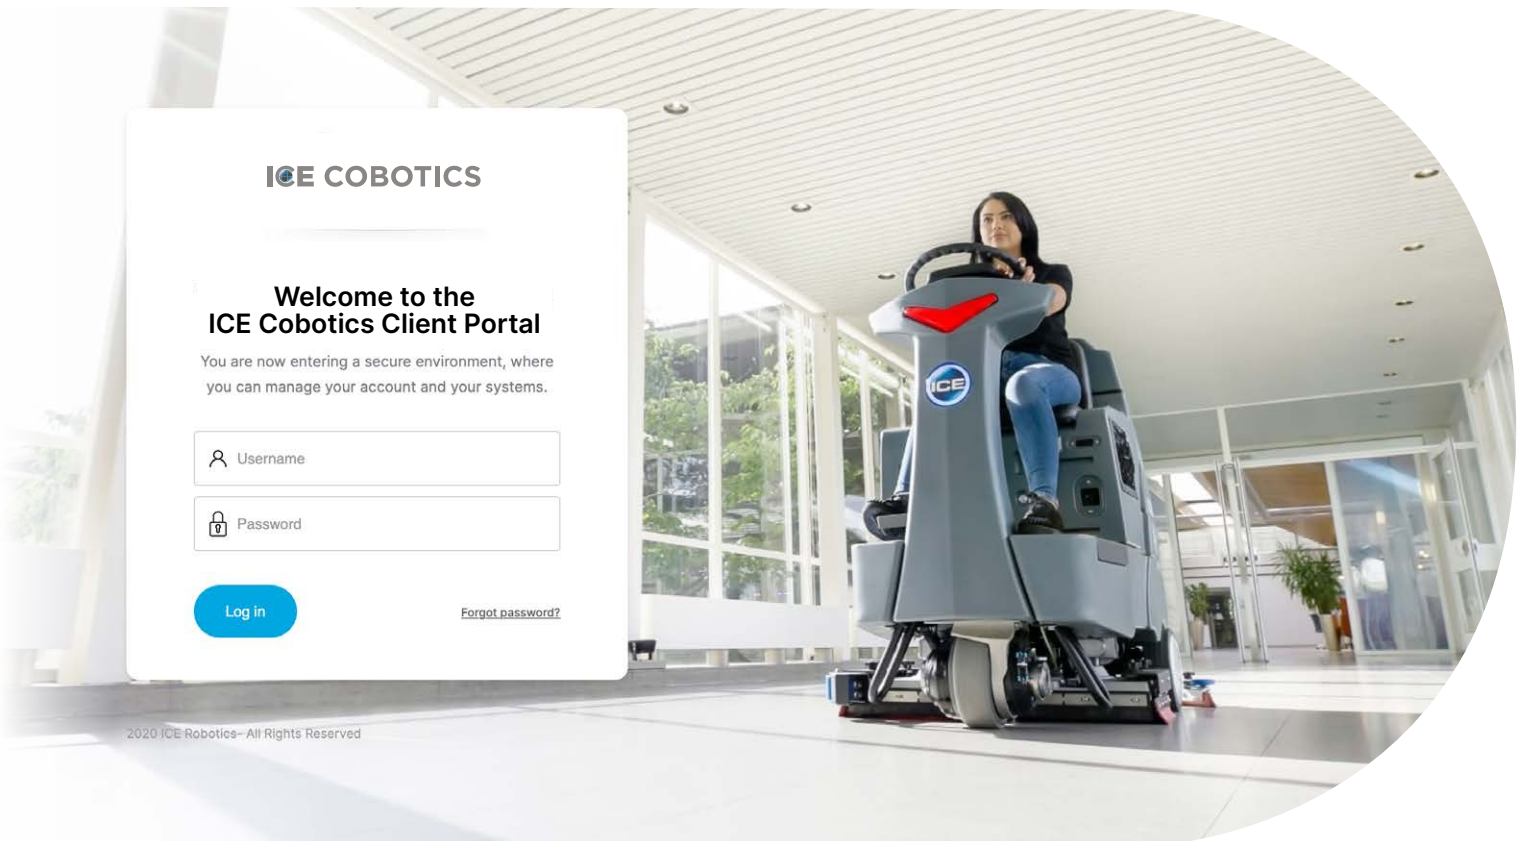 ICE COBOTICS
Welcome to the
ICE Cobotics Client Portal
You are now entering a secure environment, where
you can manage your account and your systems.
Username
Password
Log in
Forgot password?
2020 ICE Robotics- All Rights Reserved
ICE